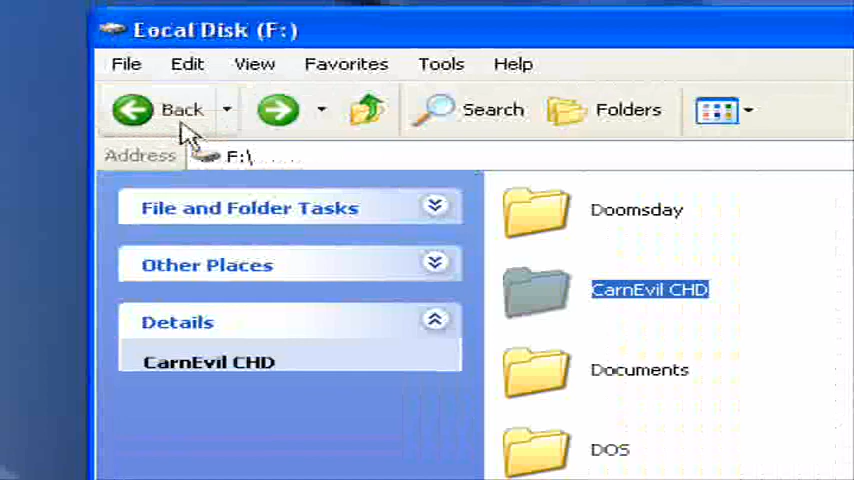 Local Disk (F:)
File Edit View Favorites Tools Help
Back Search Folders
Address F:\
File and Folder Tasks
Other Places
Details
CarnEvil CHD
Doomsday
CarnEvil CHD
Documents
DOS